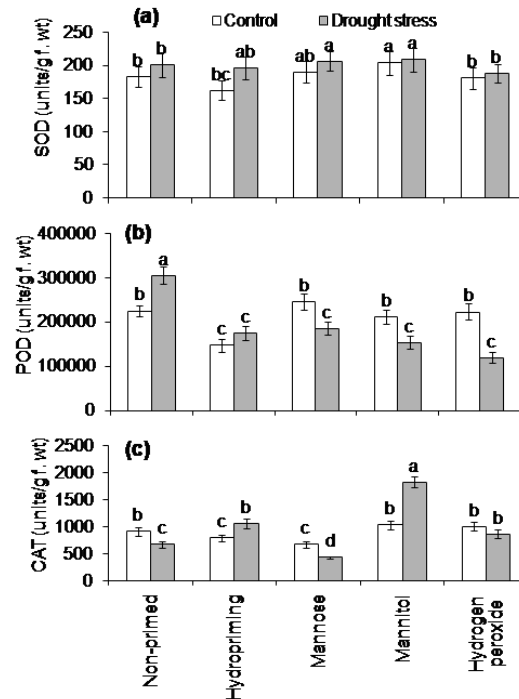 (a)
Control
Drought stress
SOD (units/g f. wt)
250
200
150
100
50
0
b b bc ab ab a a a b b
(b)
POD (units/g f. wt)
400000
300000
200000
100000
0
b a c c b c b c b c
(c)
CAT (units/g f. wt)
2500
2000
1500
1000
500
0
b c c b c d b a b b
Non-primed
Hydropriming
Mannose
Mannitol
Hydrogen
peroxide